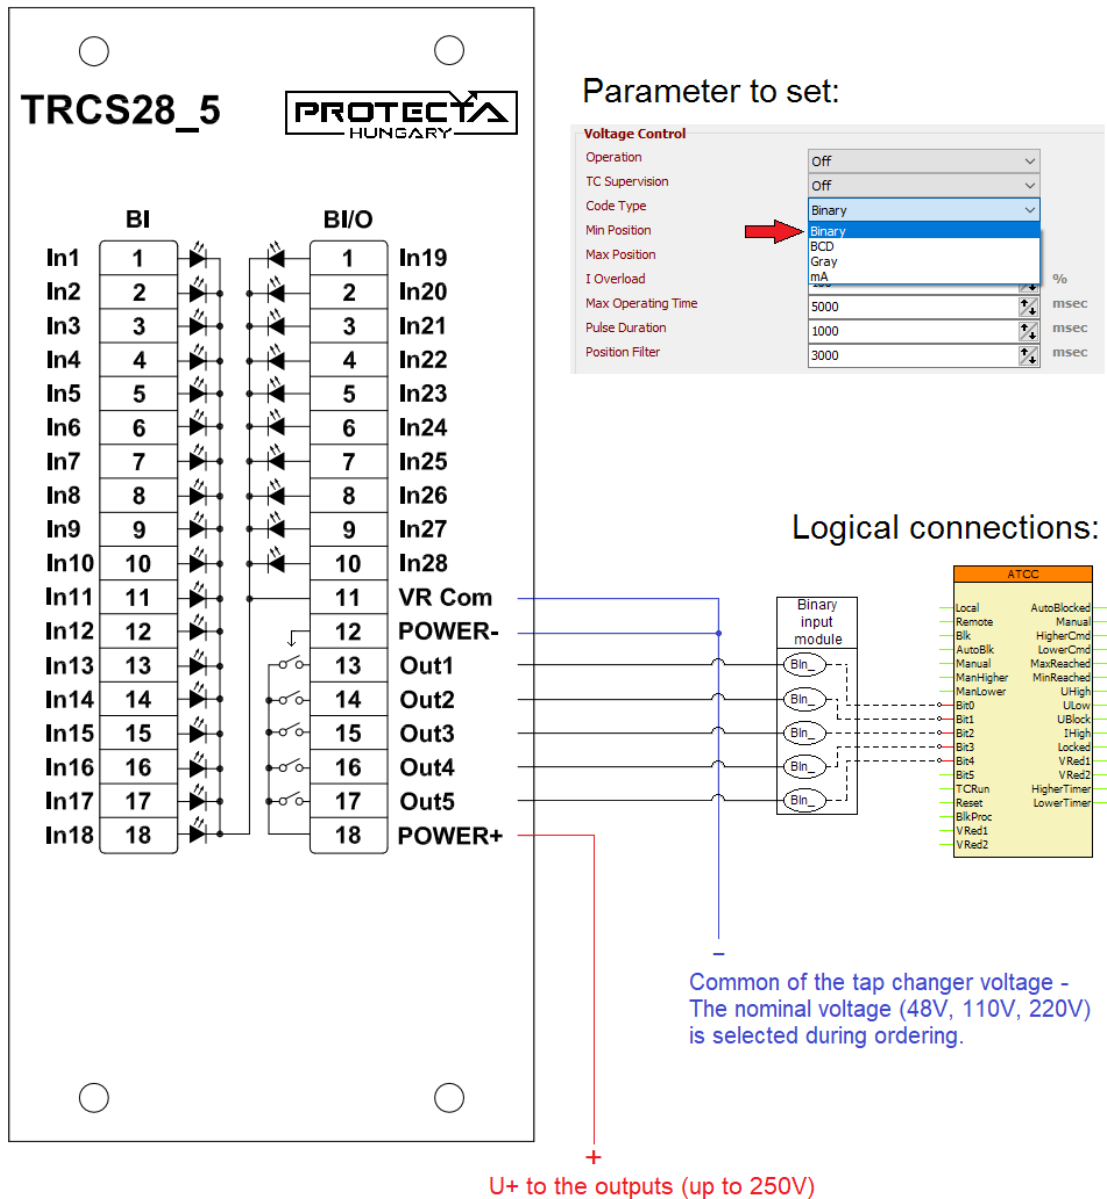 TRCS28_5
PROTECTA
HUNGARY
BI
BI/O
In1 1 1 In19
In2 2 2 In20
In3 3 3 In21
In4 4 4 In22
In5 5 5 In23
In6 6 6 In24
In7 7 7 In25
In8 8 8 In26
In9 9 9 In27
In10 10 10 In28
In11 11 11 VR Com
In12 12 12 POWER-
In13 13 13 Out1
In14 14 14 Out2
In15 15 15 Out3
In16 16 16 Out4
In17 17 17 Out5
In18 18 18 POWER+
Parameter to set:
Voltage Control
Operation Off
TC Supervision Off
Code Type Binary
Min Position Binary
BCD
Max Position Gray
mA
I Overload %
Max Operating Time 5000 msec
Pulse Duration 1000 msec
Position Filter 3000 msec
Logical connections:
Binary
input
module
BIn_
BIn_
BIn_
BIn_
BIn_
ATCC
Local AutoBlocked
Remote Manual
Blk HigherCmd
AutoBlk LowerCmd
Manual MaxReached
ManHigher MinReached
ManLower UHigh
Bit0 ULow
Bit1 UBlock
Bit2 IHigh
Bit3 Locked
Bit4 VRed1
Bit5 VRed2
TCRun HigherTimer
Reset LowerTimer
BlkProc
VRed1
VRed2
-
Common of the tap changer voltage -
The nominal voltage (48V, 110V, 220V)
is selected during ordering.
+
U+ to the outputs (up to 250V)